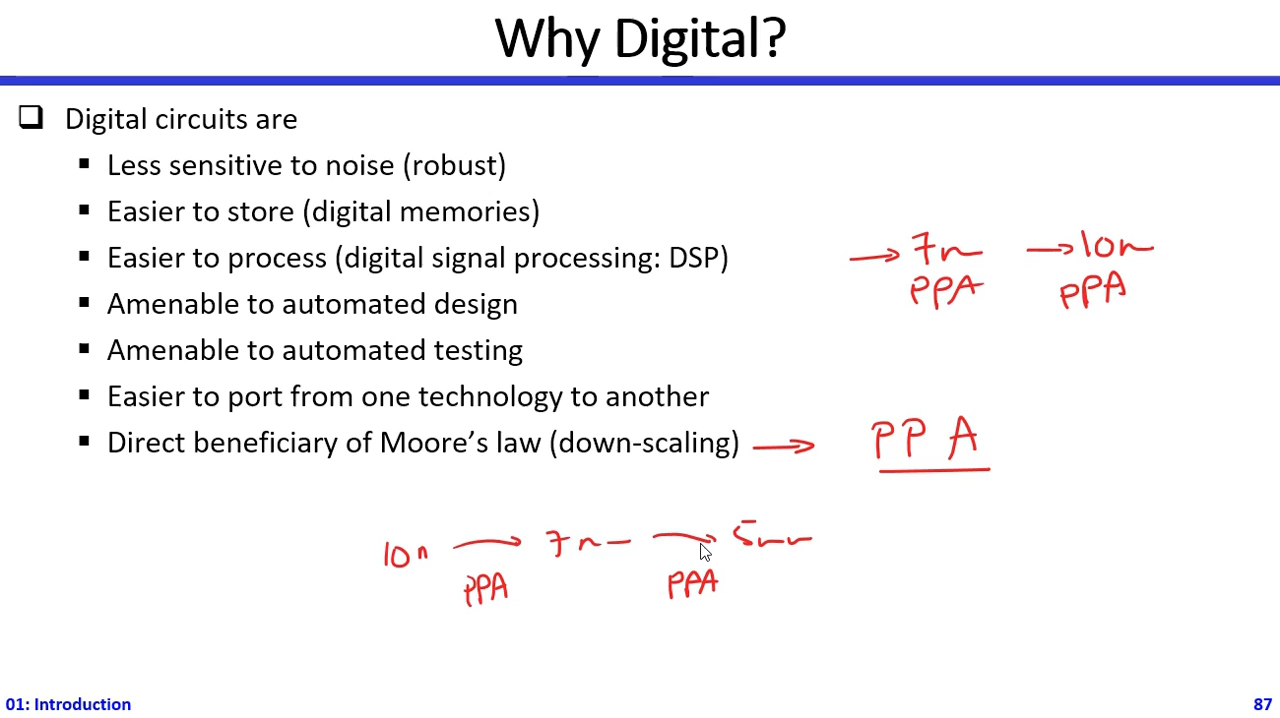 Why Digital?
Digital circuits are
Less sensitive to noise (robust)
Easier to store (digital memories)
Easier to process (digital signal processing: DSP)
→ 7n → 10n
PPA PPA
Amenable to automated design
Amenable to automated testing
Easier to port from one technology to another
Direct beneficiary of Moore's law (down-scaling) → PPA
10n → 7n → 5nm
PPA PPA
01: Introduction 87